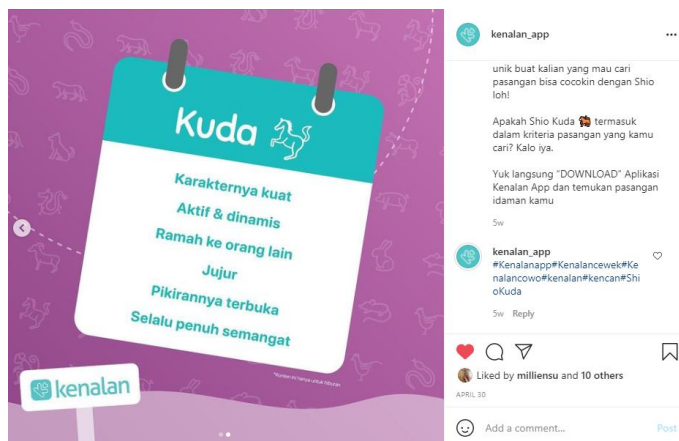 Kuda
Karakternya kuat
Aktif & dinamis
Ramah ke orang lain
Jujur
Pikirannya terbuka
Selalu penuh semangat
kenalan
kenalan_app
unik buat kalian yang mau cari
pasangan bisa cocokin dengan Shio
loh!
Apakah Shio Kuda termasuk
dalam kriteria pasangan yang kamu
cari? Kalo iya.
Yuk langsung “DOWNLOAD” Aplikasi
Kenalan App dan temukan pasangan
idaman kamu
5w
kenalan_app
#Kenalanapp#Kenalancewek#Ke
nalancowo#kenalan#kencan#Shi
oKuda
5w Reply
Liked by milliensu and 10 others
APRIL 30
Add a comment...
Post